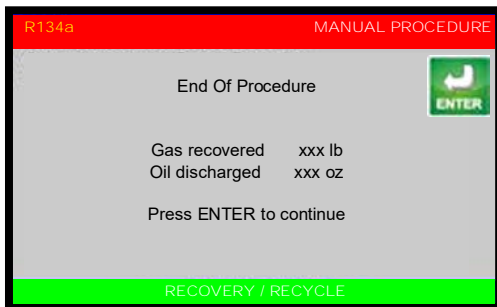 R134a MANUAL PROCEDURE
End Of Procedure
ENTER
Gas recovered xxx lb
Oil discharged xxx oz
Press ENTER to continue
RECOVERY / RECYCLE